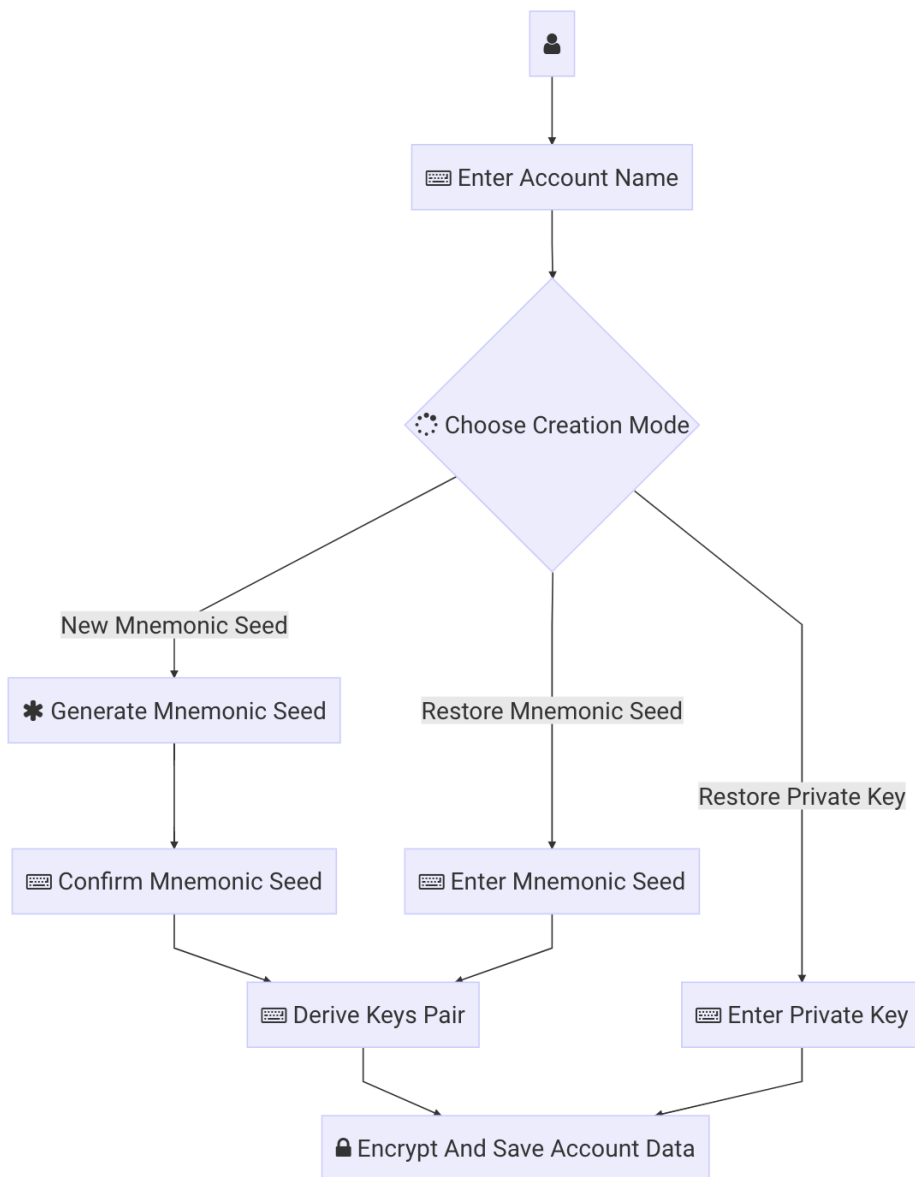 Enter Account Name
Choose Creation Mode
New Mnemonic Seed
Generate Mnemonic Seed
Restore Mnemonic Seed
Restore Private Key
Confirm Mnemonic Seed
Enter Mnemonic Seed
Derive Keys Pair
Enter Private Key
Encrypt And Save Account Data